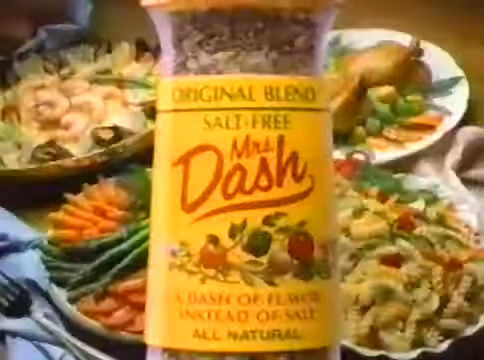 ORIGINAL BLEND
SALT-FREE
Mrs.
Dash
A DASH OF FLAVOR
INSTEAD OF SALT
ALL NATURAL